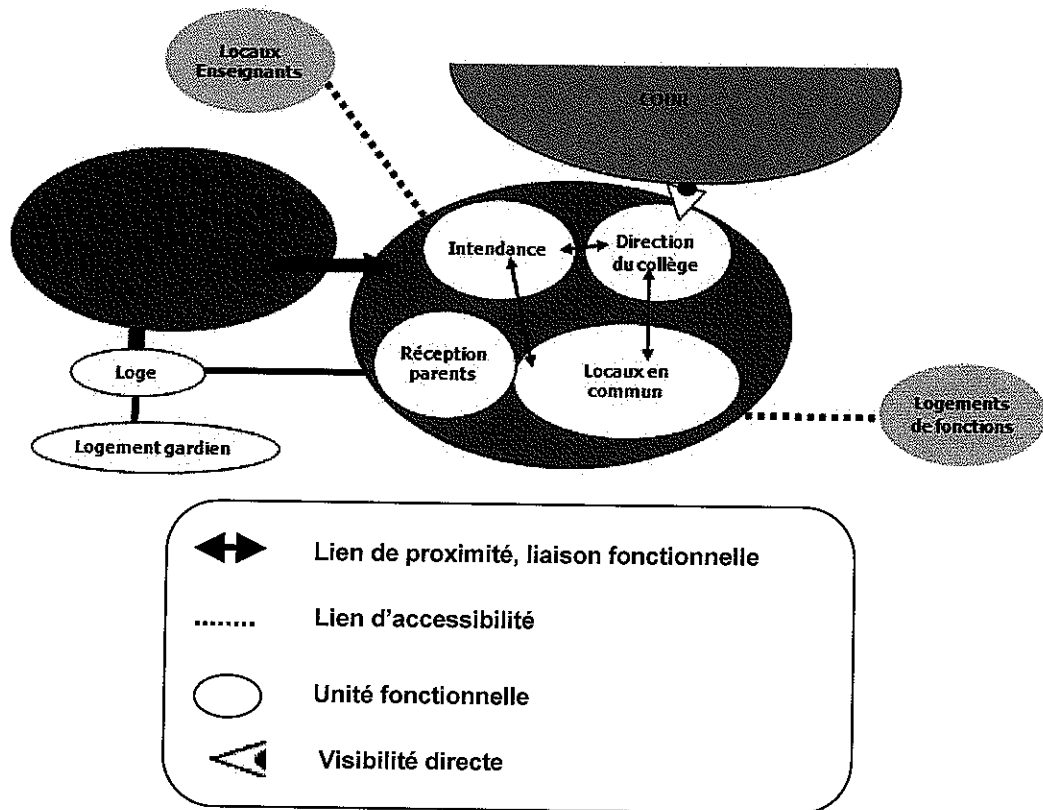 Locaux
Enseignants
COUR
Intendance
Direction
du collège
Réception
parents
Locaux en
commun
Loge
Logement gardien
Logements
de fonctions
Lien de proximité, liaison fonctionnelle
Lien d'accessibilité
Unité fonctionnelle
Visibilité directe